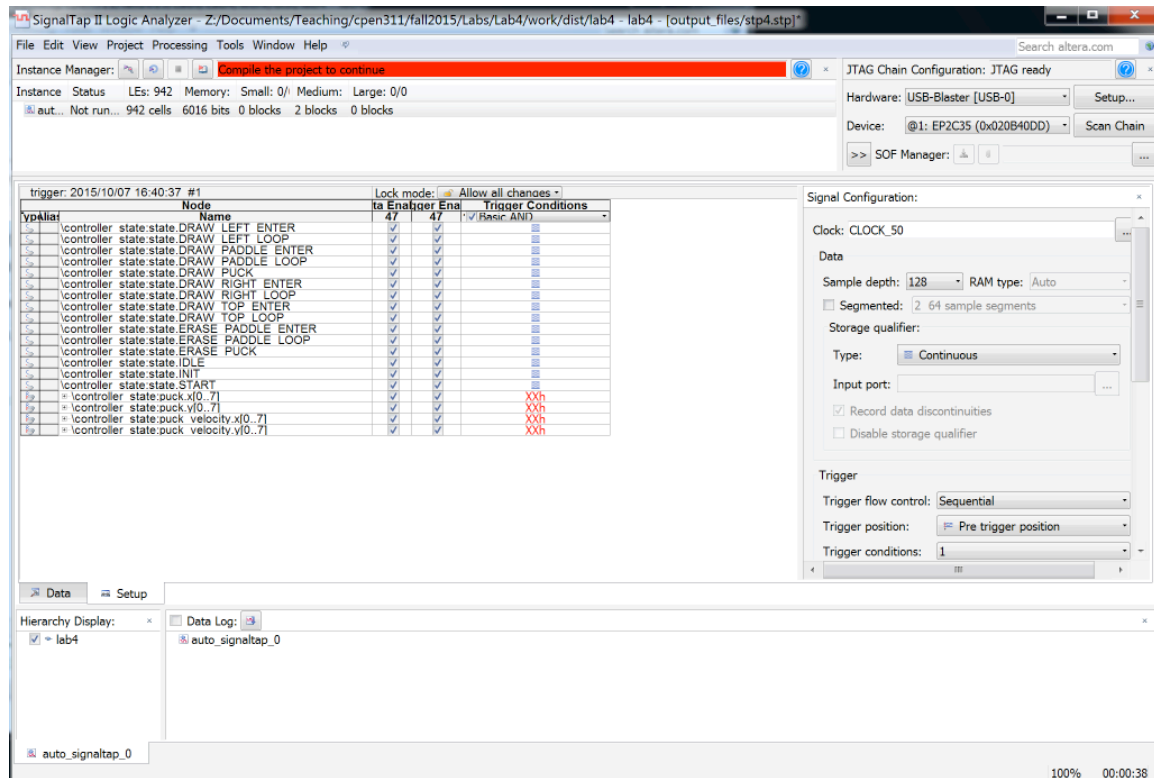 SignalTap II Logic Analyzer - Z:/Documents/Teaching/cpen311/fall2015/Labs/Lab4/work/dist/lab4 - lab4 - [output_files/stp4.stp]*
File Edit View Project Processing Tools Window Help
Search altera.com
Instance Manager: Compile the project to continue
JTAG Chain Configuration: JTAG ready
Instance Status LEs: 942 Memory: Small: 0/ Medium: Large: 0/0
aut... Not run... 942 cells 6016 bits 0 blocks 2 blocks 0 blocks
Hardware: USB-Blaster [USB-0] Setup...
Device: @1: EP2C35 (0x020B40DD) Scan Chain
>> SOF Manager: ...
trigger: 2015/10/07 16:40:37 #1 Lock mode: Allow all changes
Node ta Enal gger Ena Trigger Conditions
Type Alias Name 47 47 1 Basic AND
\controller_state:state.DRAW_LEFT_ENTER
\controller_state:state.DRAW_LEFT_LOOP
\controller_state:state.DRAW_PADDLE_ENTER
\controller_state:state.DRAW_PADDLE_LOOP
\controller_state:state.DRAW_PUCK
\controller_state:state.DRAW_RIGHT_ENTER
\controller_state:state.DRAW_RIGHT_LOOP
\controller_state:state.DRAW_TOP_ENTER
\controller_state:state.DRAW_TOP_LOOP
\controller_state:state.ERASE_PADDLE_ENTER
\controller_state:state.ERASE_PADDLE_LOOP
\controller_state:state.ERASE_PUCK
\controller_state:state.IDLE
\controller_state:state.INIT
\controller_state:state.START
\controller_state:puck.x[0..7] XXh
\controller_state:puck.y[0..7] XXh
\controller_state:puck_velocity.x[0..7] XXh
\controller_state:puck_velocity.y[0..7] XXh
Signal Configuration:
Clock: CLOCK_50 ...
Data
Sample depth: 128 RAM type: Auto
Segmented: 2 64 sample segments
Storage qualifier:
Type: Continuous
Input port: ...
Record data discontinuities
Disable storage qualifier
Trigger
Trigger flow control: Sequential
Trigger position: Pre trigger position
Trigger conditions: 1
Data Setup
Hierarchy Display:
lab4
Data Log:
auto_signaltap_0
auto_signaltap_0
100% 00:00:38